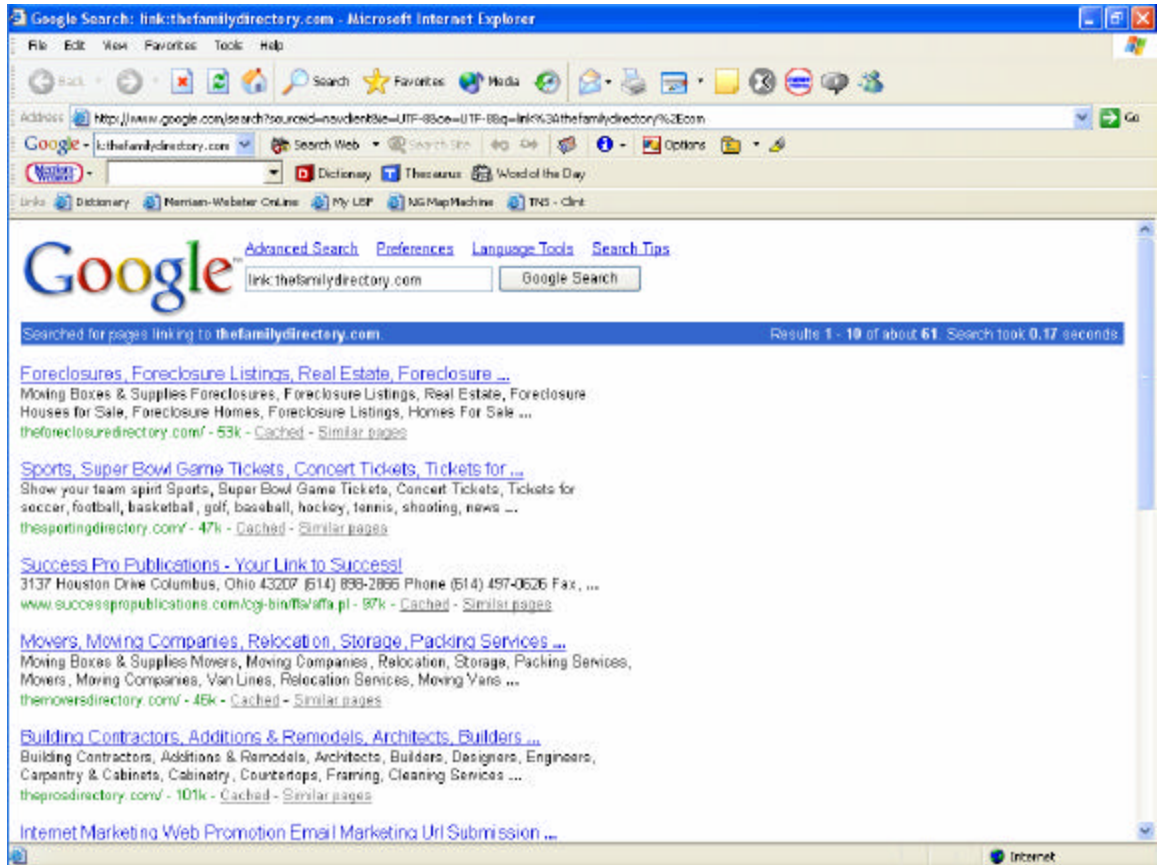 Google Search: link:thefamilydirectory.com - Microsoft Internet Explorer
File Edit View Favorites Tools Help
Back Search Favorites Media
Address http://www.google.com/search?sourceid=navclient&ie=UTF-8&oe=UTF-8&q=link%3Athefamilydirectory%2Ecom Go
Google k:thefamilydirectory.com Search Web Search Site Options
Dictionary Thesaurus Word of the Day
Links Dictionary Merriam-Webster OnLine My USP NG MapMachine TNS - Clint
Google Advanced Search Preferences Language Tools Search Tips
link:thefamilydirectory.com Google Search
Searched for pages linking to thefamilydirectory.com. Results 1 - 10 of about 61. Search took 0.17 seconds.
Foreclosures, Foreclosure Listings, Real Estate, Foreclosure ...
Moving Boxes & Supplies Foreclosures, Foreclosure Listings, Real Estate, Foreclosure
Houses for Sale, Foreclosure Homes, Foreclosure Listings, Homes For Sale ...
theforeclosuredirectory.com/ - 53k - Cached - Similar pages
Sports, Super Bowl Game Tickets, Concert Tickets, Tickets for ...
Show your team spirit Sports, Super Bowl Game Tickets, Concert Tickets, Tickets for
soccer, football, basketball, golf, baseball, hockey, tennis, shooting, news ...
thesportingdirectory.com/ - 47k - Cached - Similar pages
Success Pro Publications - Your Link to Success!
3137 Houston Drive Columbus, Ohio 43207 (614) 898-2866 Phone (614) 497-0626 Fax, ...
www.successpropublications.com/cgi-bin/ffa/affa.pl - 97k - Cached - Similar pages
Movers, Moving Companies, Relocation, Storage, Packing Services ...
Moving Boxes & Supplies Movers, Moving Companies, Relocation, Storage, Packing Services,
Movers, Moving Companies, Van Lines, Relocation Services, Moving Vans ...
themoversdirectory.com/ - 45k - Cached - Similar pages
Building Contractors, Additions & Remodels, Architects, Builders ...
Building Contractors, Additions & Remodels, Architects, Builders, Designers, Engineers,
Carpentry & Cabinets, Cabinetry, Countertops, Framing, Cleaning Services ...
theprosdirectory.com/ - 101k - Cached - Similar pages
Internet Marketing Web Promotion Email Marketing Url Submission ...
Internet